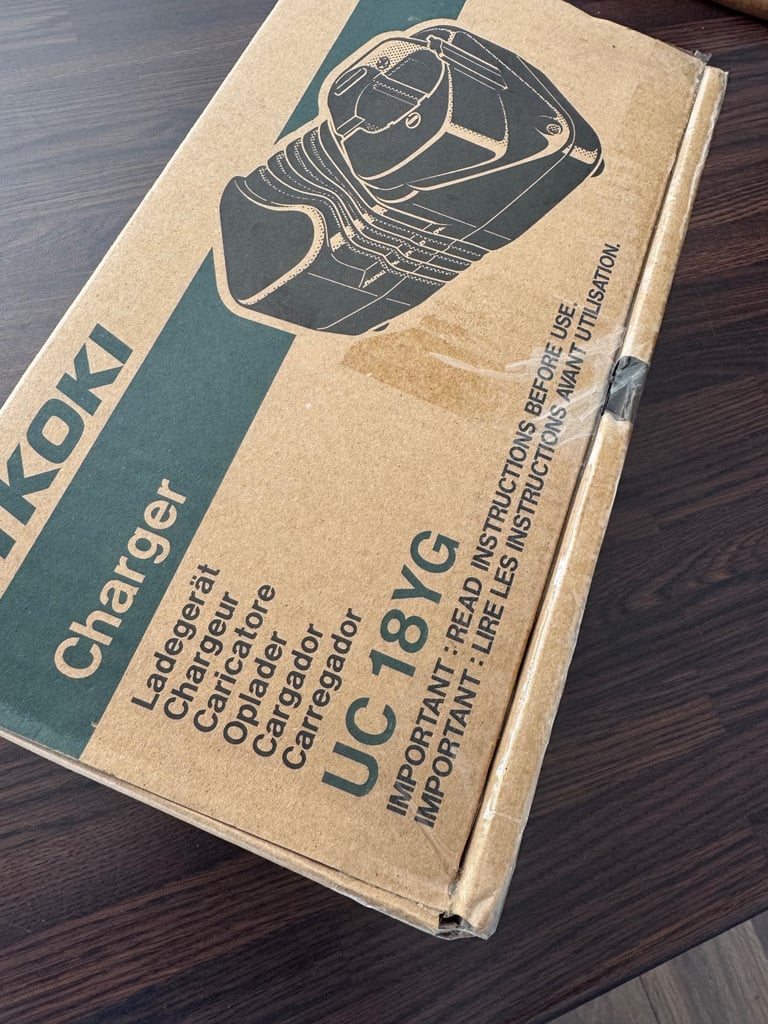 IKOKI
Charger
Ladegerät
Chargeur
Caricatore
Oplader
Cargador
Carregador
UC 18YG
IMPORTANT : READ INSTRUCTIONS BEFORE USE.
IMPORTANT : LIRE LES INSTRUCTIONS AVANT UTILISATION.